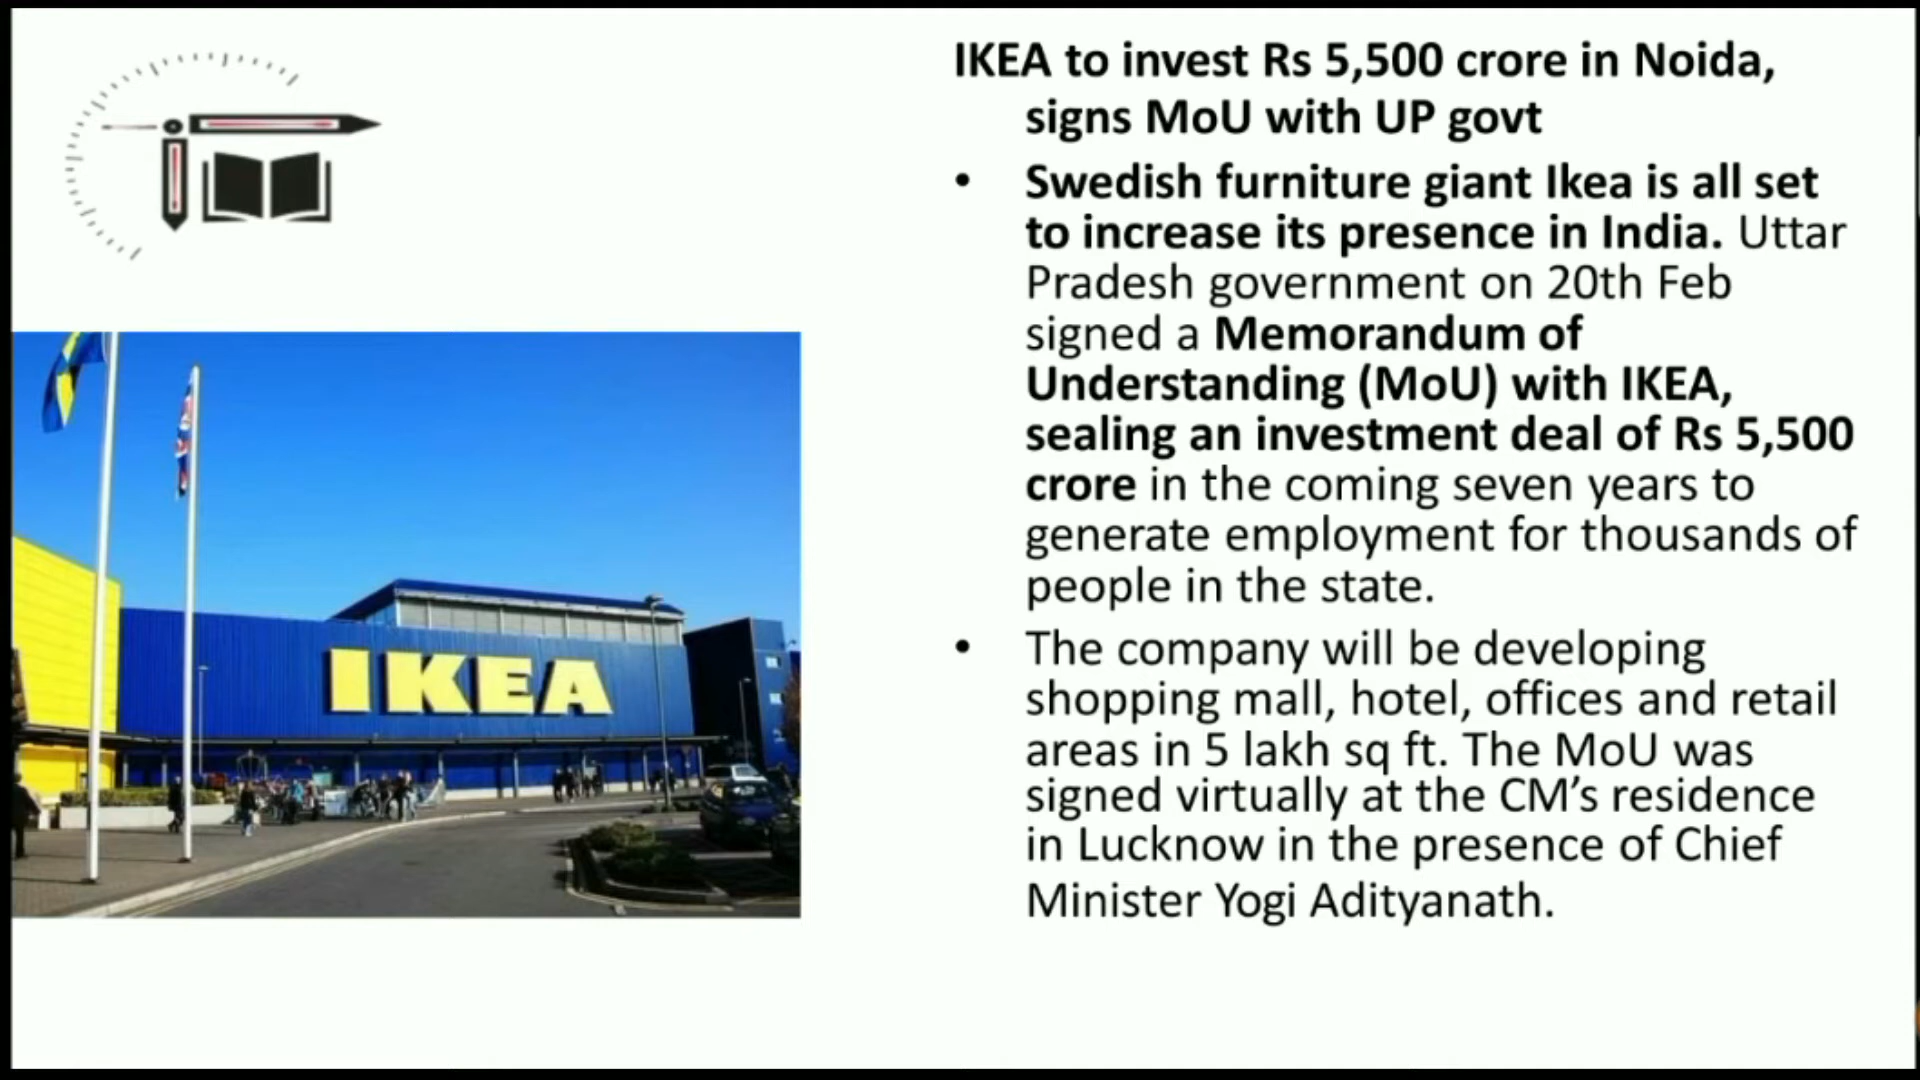 IKEA to invest Rs 5,500 crore in Noida,
signs MoU with UP govt
• Swedish furniture giant Ikea is all set
to increase its presence in India. Uttar
Pradesh government on 20th Feb
signed a Memorandum of
Understanding (MoU) with IKEA,
sealing an investment deal of Rs 5,500
crore in the coming seven years to
generate employment for thousands of
people in the state.
• The company will be developing
shopping mall, hotel, offices and retail
areas in 5 lakh sq ft. The MoU was
signed virtually at the CM’s residence
in Lucknow in the presence of Chief
Minister Yogi Adityanath.
IKEA